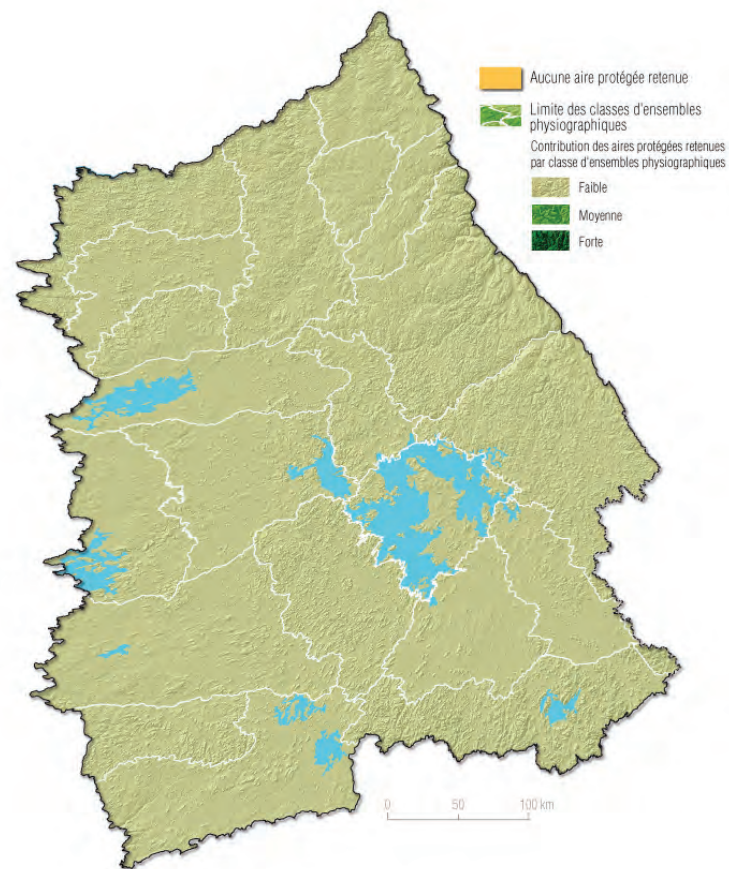 Aucune aire protégée retenue
Limite des classes d'ensembles
physiographiques
Contribution des aires protégées retenues
par classe d'ensembles physiographiques
Faible
Moyenne
Forte
0 50 100 km